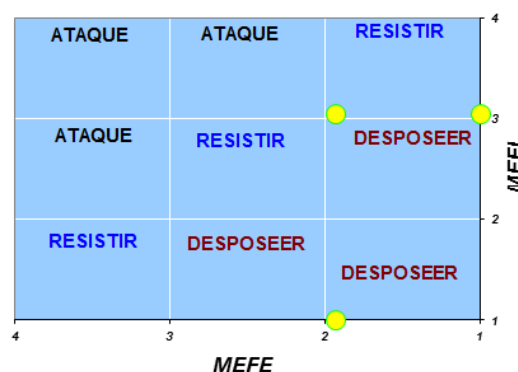 ATAQUE ATAQUE RESISTIR 4
3
ATAQUE RESISTIR DESPOSEER
MEFI
2
RESISTIR DESPOSEER DESPOSEER
1
4 3 2 1
MEFE